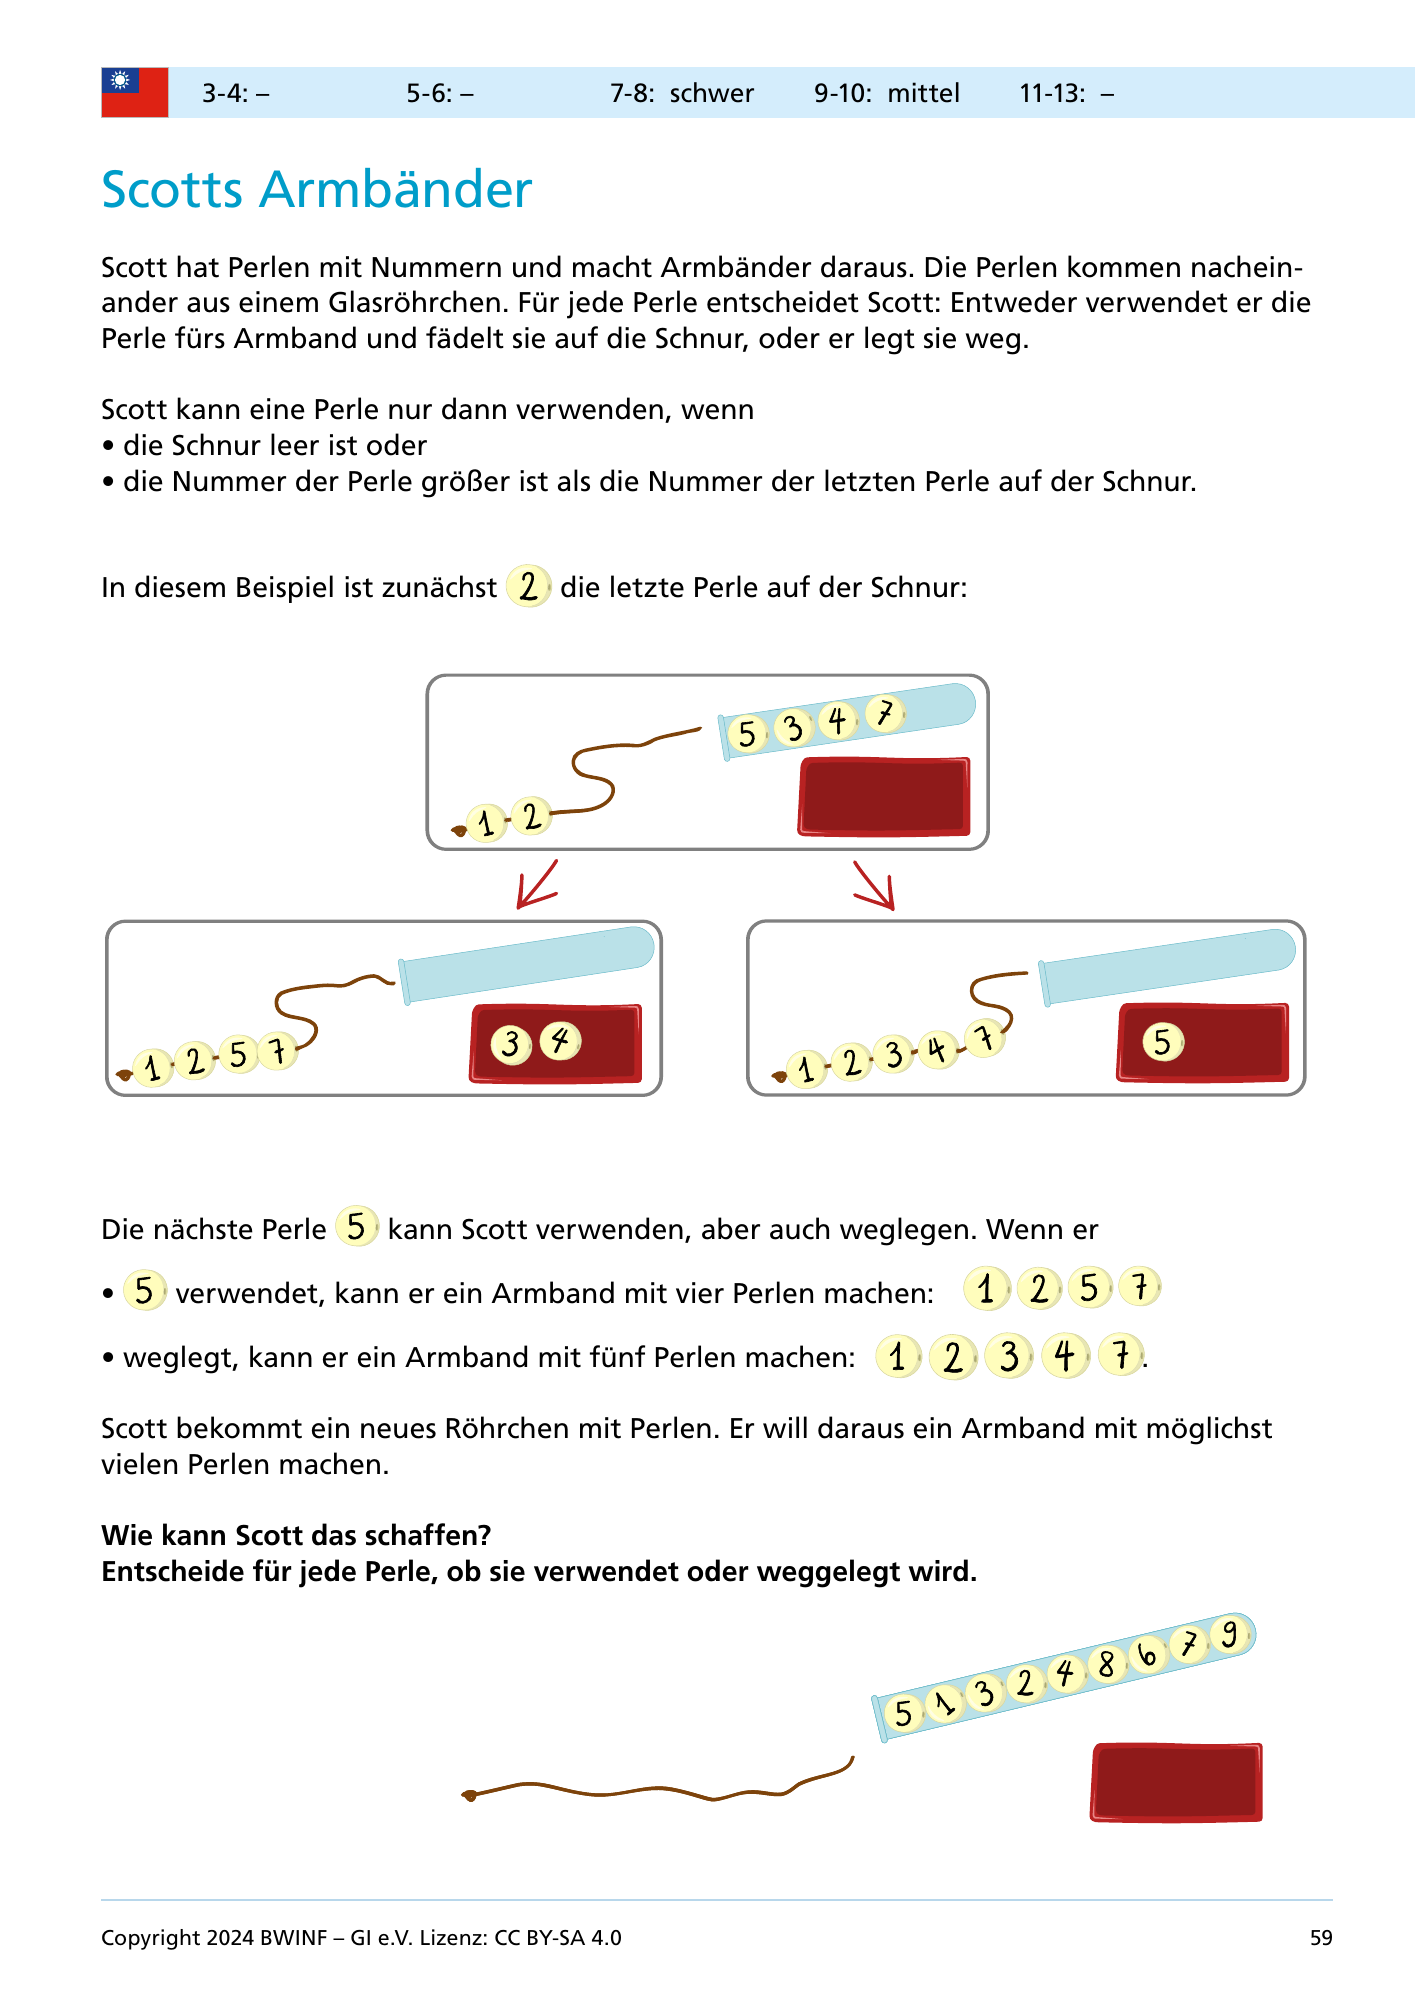 3-4: – 5-6: – 7-8: schwer 9-10: mittel 11-13: –
Scotts Armbänder
Scott hat Perlen mit Nummern und macht Armbänder daraus. Die Perlen kommen nachein-
ander aus einem Glasröhrchen. Für jede Perle entscheidet Scott: Entweder verwendet er die
Perle fürs Armband und fädelt sie auf die Schnur, oder er legt sie weg.
Scott kann eine Perle nur dann verwenden, wenn
• die Schnur leer ist oder
• die Nummer der Perle größer ist als die Nummer der letzten Perle auf der Schnur.
In diesem Beispiel ist zunächst 2 die letzte Perle auf der Schnur:
5 3 4 7
1 2
1 2 5 7
3 4
1 2 3 4 7
5
Die nächste Perle 5 kann Scott verwenden, aber auch weglegen. Wenn er
• 5 verwendet, kann er ein Armband mit vier Perlen machen: 1 2 5 7
• weglegt, kann er ein Armband mit fünf Perlen machen: 1 2 3 4 7.
Scott bekommt ein neues Röhrchen mit Perlen. Er will daraus ein Armband mit möglichst
vielen Perlen machen.
Wie kann Scott das schaffen?
Entscheide für jede Perle, ob sie verwendet oder weggelegt wird.
5 1 3 2 4 8 6 7 9
Copyright 2024 BWINF – GI e.V. Lizenz: CC BY-SA 4.0 59